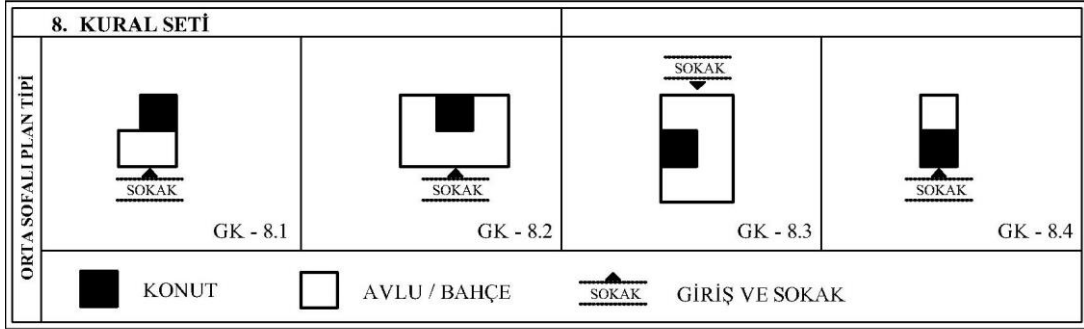 8. KURAL SETİ
ORTA SOFALI PLAN TİPİ
SOKAK
GK - 8.1
SOKAK
GK - 8.2
SOKAK
GK - 8.3
SOKAK
GK - 8.4
KONUT
AVLU / BAHÇE
SOKAK
GİRİŞ VE SOKAK